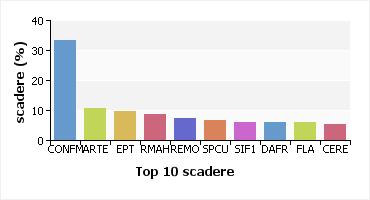 scadere (%)
40
30
20
10
0
CONFMARTE EPT RMAHREMO SPCU SIF1 DAFR FLA CERE
Top 10 scadere